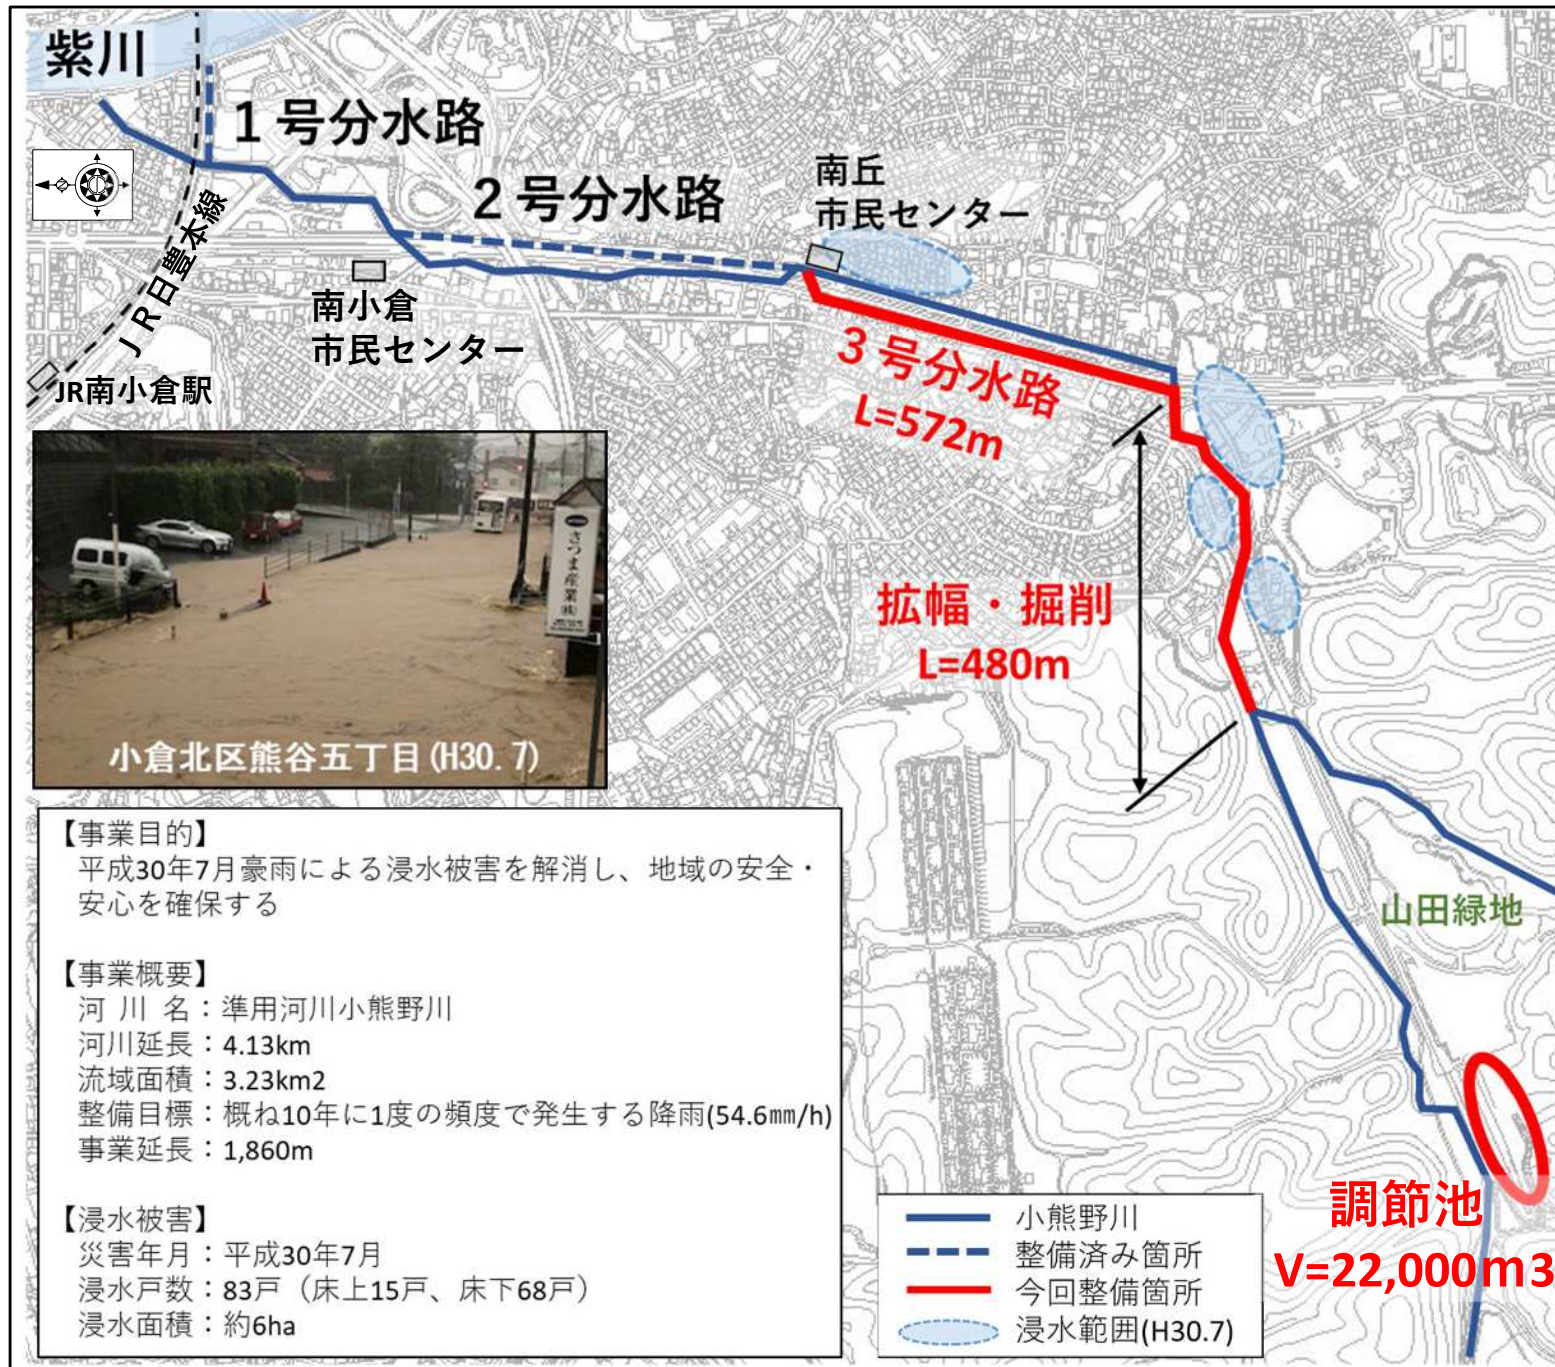 紫川
1号分水路
2号分水路
南丘
市民センター
JR日豊本線
南小倉
市民センター
JR南小倉駅
3号分水路
L=572m
さつま産業㈱
拡幅・掘削
L=480m
小倉北区熊谷五丁目(H30.7)
【事業目的】
平成30年7月豪雨による浸水被害を解消し、地域の安全・
安心を確保する
【事業概要】
河 川 名：準用河川小熊野川
河川延長：4.13km
流域面積：3.23km2
整備目標：概ね10年に1度の頻度で発生する降雨(54.6㎜/h)
事業延長：1,860m
【浸水被害】
災害年月：平成30年7月
浸水戸数：83戸（床上15戸、床下68戸）
浸水面積：約6ha
山田緑地
調節池
V=22,000m3
小熊野川
整備済み箇所
今回整備箇所
浸水範囲(H30.7)